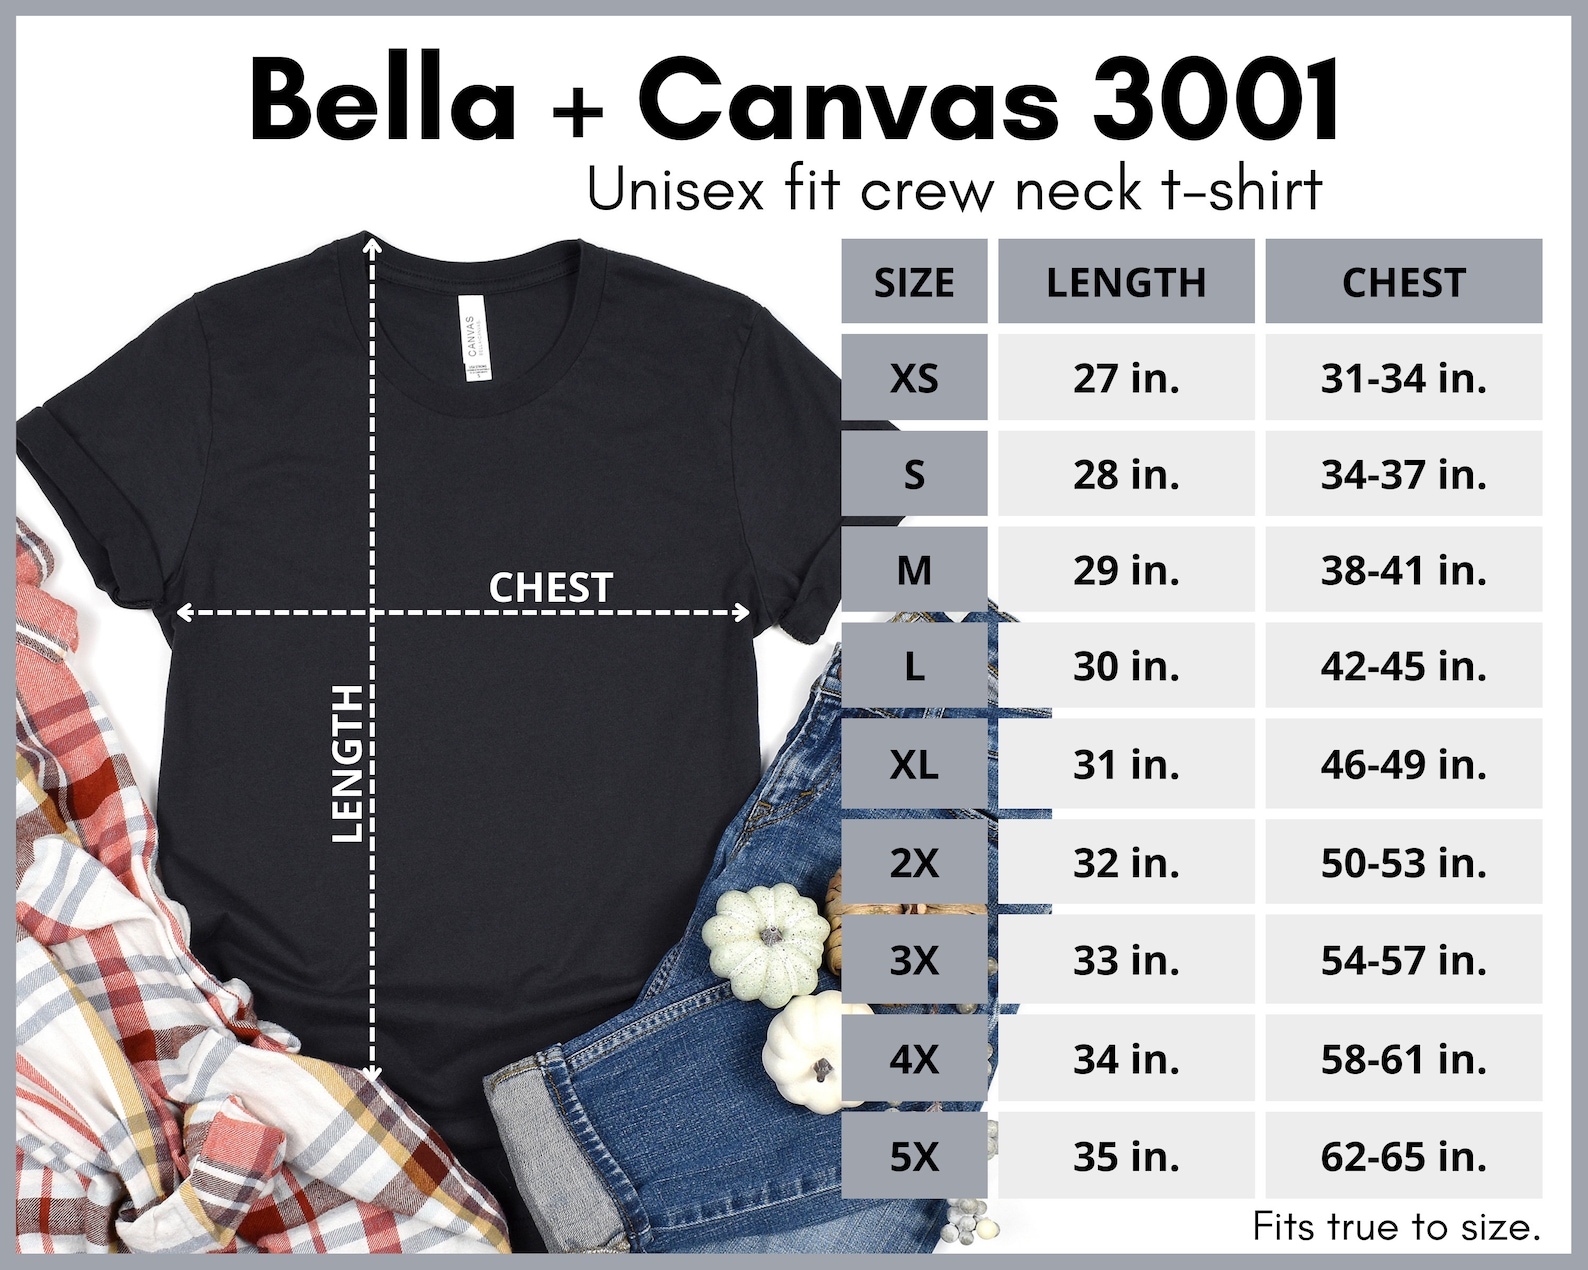 Bella + Canvas 3001
Unisex fit crew neck t-shirt
SIZE LENGTH CHEST
XS 27 in. 31-34 in.
S 28 in. 34-37 in.
M 29 in. 38-41 in.
L 30 in. 42-45 in.
XL 31 in. 46-49 in.
2X 32 in. 50-53 in.
3X 33 in. 54-57 in.
4X 34 in. 58-61 in.
5X 35 in. 62-65 in.
Fits true to size.
CANVAS
CHEST
LENGTH